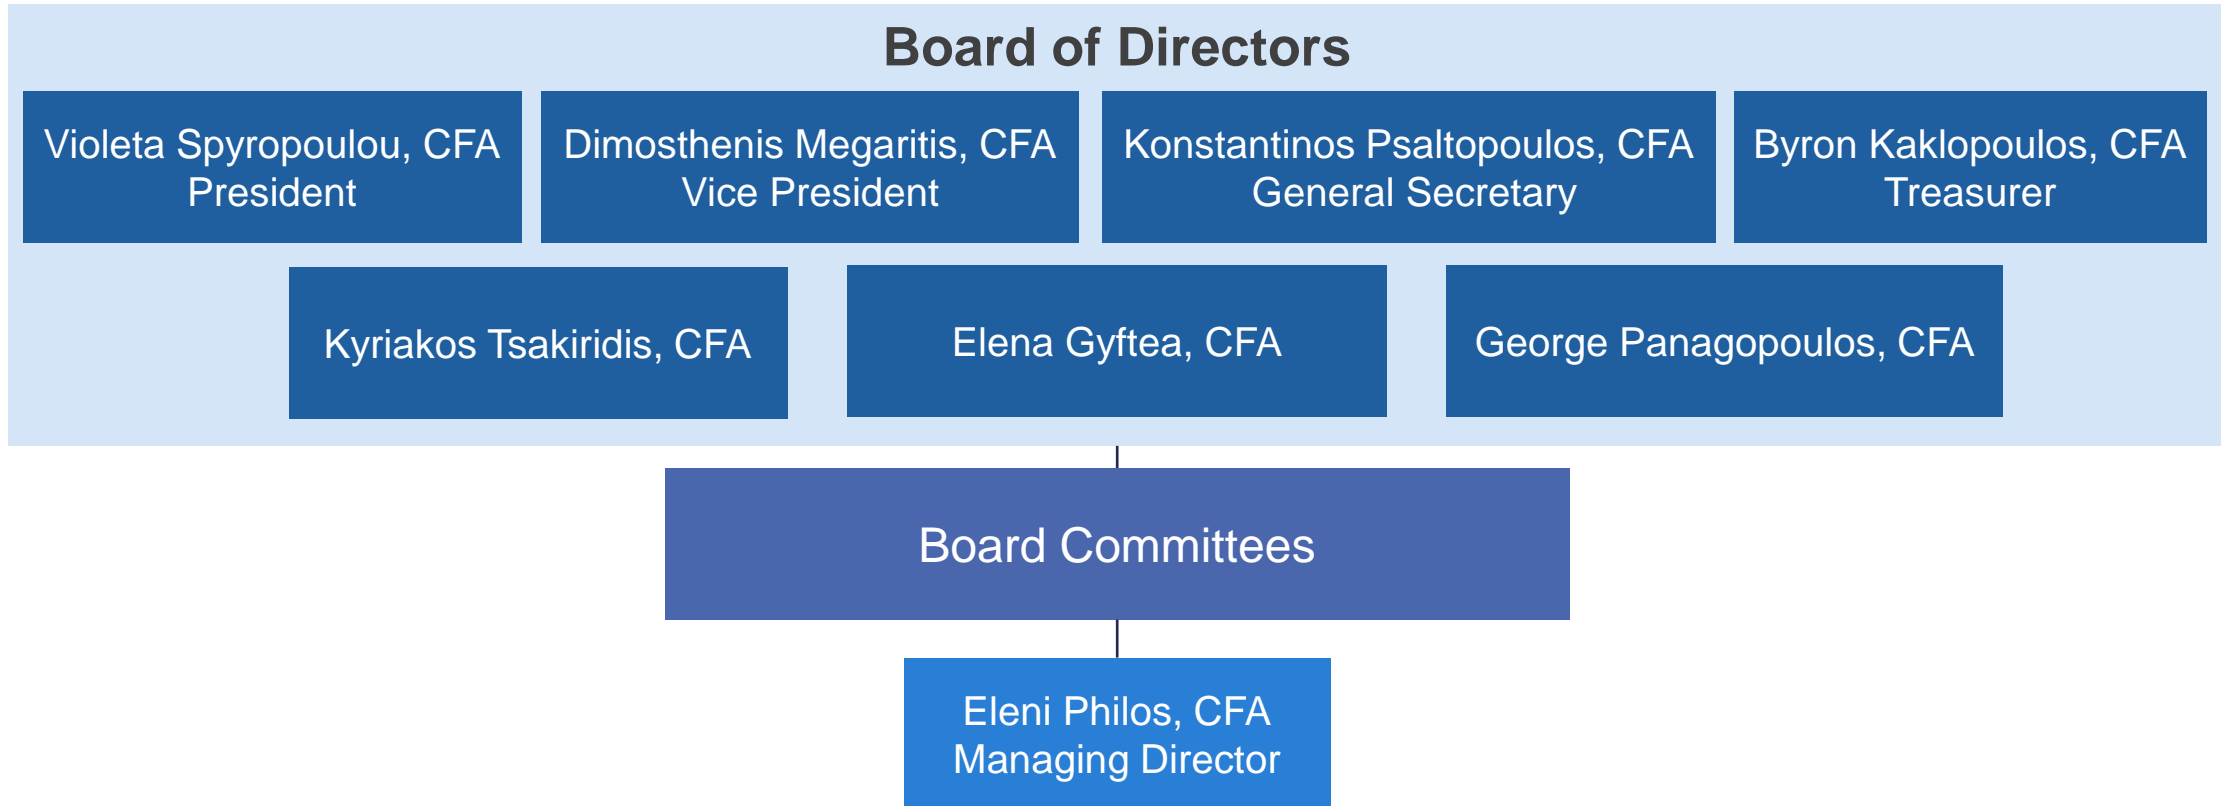 Board of Directors
Violeta Spyropoulou, CFA
President
Dimosthenis Megaritis, CFA
Vice President
Konstantinos Psaltopoulos, CFA
General Secretary
Byron Kaklopoulos, CFA
Treasurer
Kyriakos Tsakiridis, CFA
Elena Gyftea, CFA
George Panagopoulos, CFA
Board Committees
Eleni Philos, CFA
Managing Director